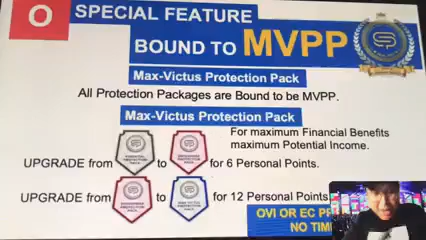 O
SPECIAL FEATURE
BOUND TO MVPP
Max-Victus Protection Pack
All Protection Packages are Bound to be MVPP.
Max-Victus Protection Pack
For maximum Financial Benefits
maximum Potential Income.
UPGRADE from to for 6 Personal Points.
UPGRADE from to for 12 Personal Points
OVI OR EC PR
NO TIM